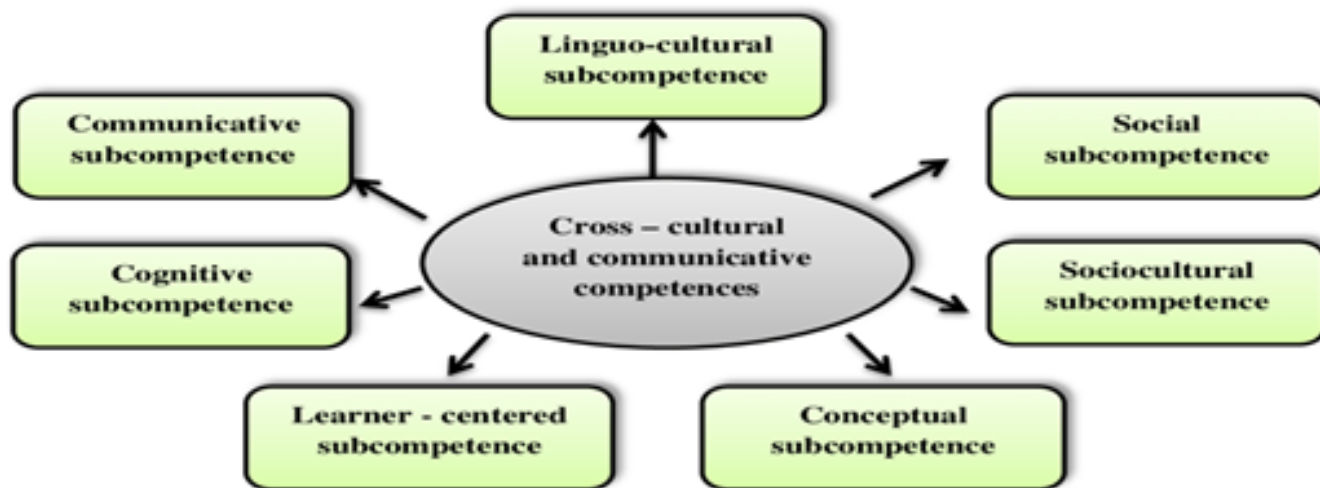 Linguo-cultural
subcompetence
Communicative
subcompetence
Social
subcompetence
Cross – cultural
and communicative
competences
Cognitive
subcompetence
Sociocultural
subcompetence
Learner - centered
subcompetence
Conceptual
subcompetence